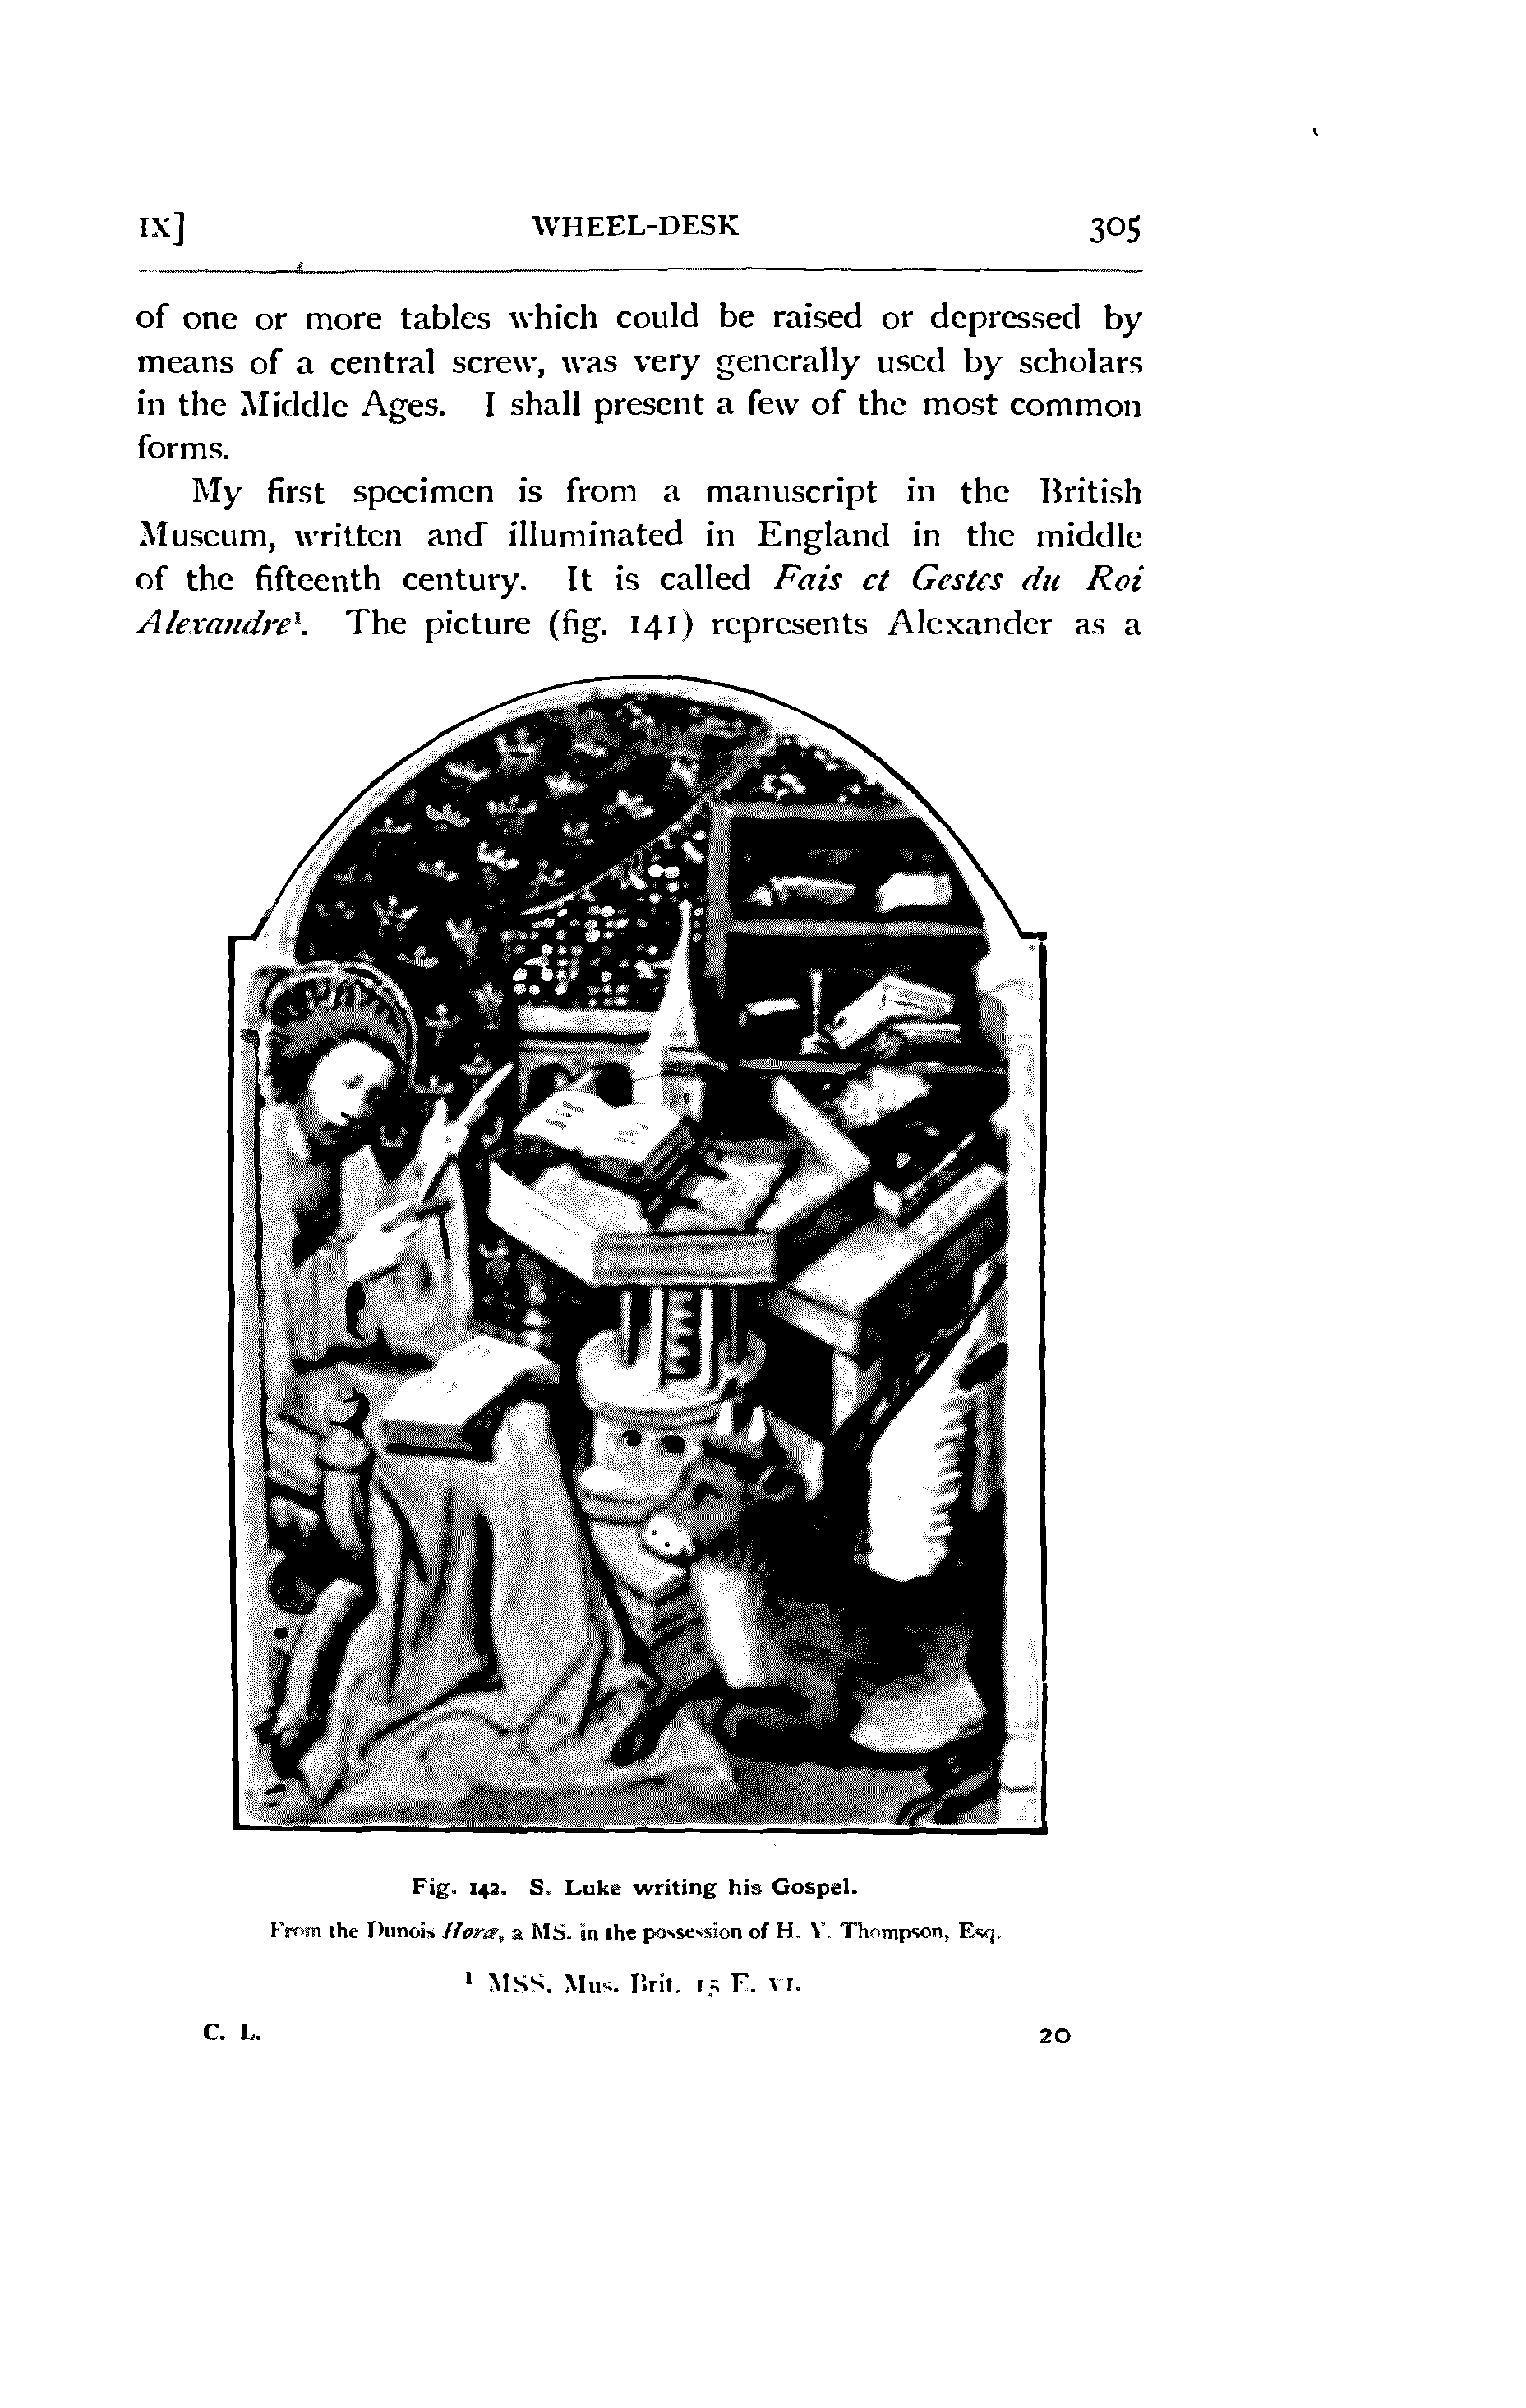 IX] WHEEL-DESK 305
of one or more tables which could be raised or depressed by
means of a central screw, was very generally used by scholars
in the Middle Ages. I shall present a few of the most common
forms.
My first specimen is from a manuscript in the British
Museum, written and illuminated in England in the middle
of the fifteenth century. It is called Fais et Gestes du Roi
Alexandre¹. The picture (fig. 141) represents Alexander as a
Fig. 142. S. Luke writing his Gospel.
From the Dunois Horæ, a MS. in the possession of H. Y. Thompson, Esq.
¹ MSS. Mus. Brit. 15 E. VI.
C. L. 20